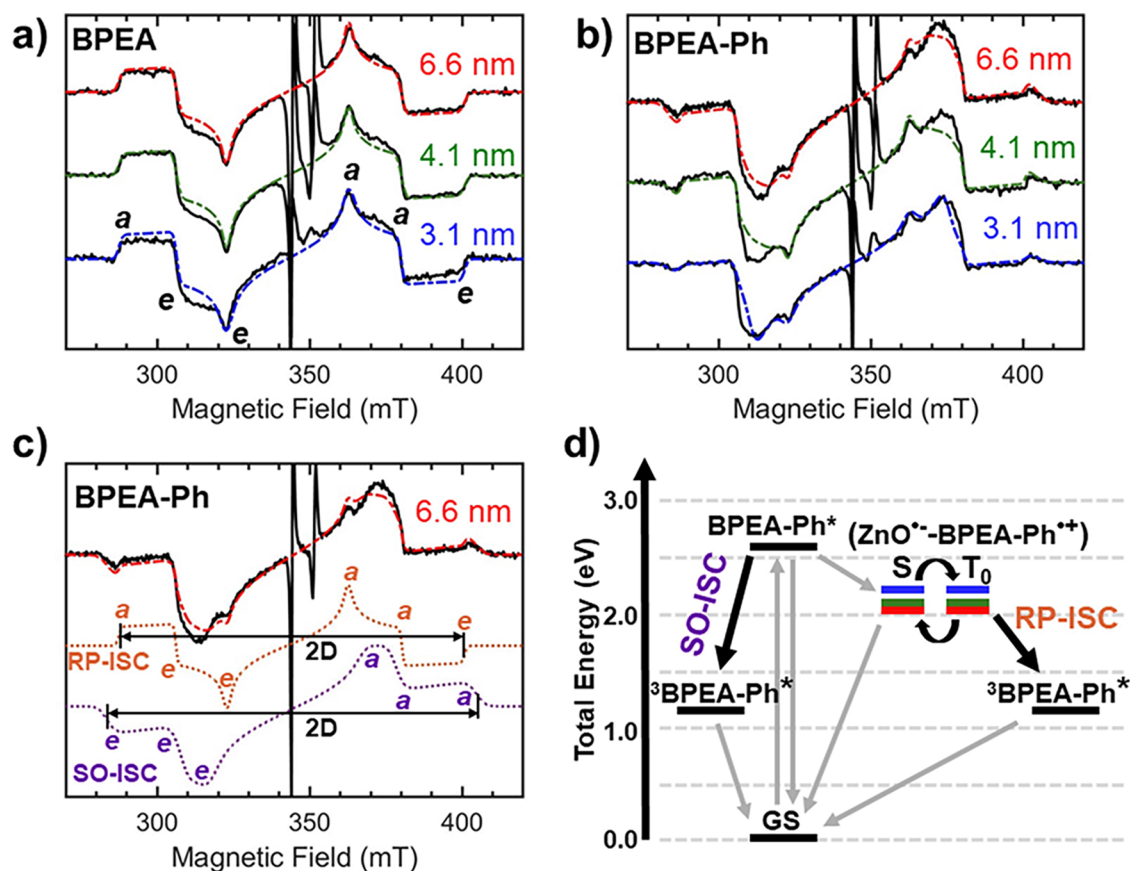 a)
BPEA
6.6 nm
4.1 nm
3.1 nm
a
e
e
a
a
e
300
350
400
Magnetic Field (mT)
b)
BPEA-Ph
6.6 nm
4.1 nm
3.1 nm
300
350
400
Magnetic Field (mT)
c)
BPEA-Ph
6.6 nm
a
e
e
a
a
e
2D
RP-ISC
e
e
e
a
a
a
2D
SO-ISC
300
350
400
Magnetic Field (mT)
d)
Total Energy (eV)
3.0
2.0
1.0
0.0
BPEA-Ph*
(ZnO•--BPEA-Ph•+)
S
T0
SO-ISC
RP-ISC
3BPEA-Ph*
3BPEA-Ph*
GS